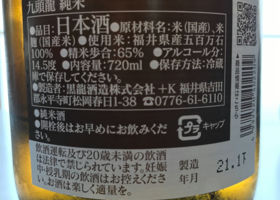 九頭龍 純米
●品目/日本酒●原材料名/米(国産)、米
麹(国産米)●使用米:福井県産五百万石
100% ●精米歩合/65% ●アルコール分/
14.5度●内容量/720ml●保存方法/冷蔵
庫で保存してください。
■製造者/黒龍酒造株式会社 +K 福井県吉田
郡永平寺町松岡春日1-38 ☎0776-61-6110
●純米酒
●開栓後はお早めにお飲みくだ
さい。
プラ キャップ
飲酒運転及び20歳未満の飲酒
は法律で禁じられています。妊娠
中・授乳期の飲酒はお控えくださ
い。お酒は楽しく適量を。
製造
年月
21.1